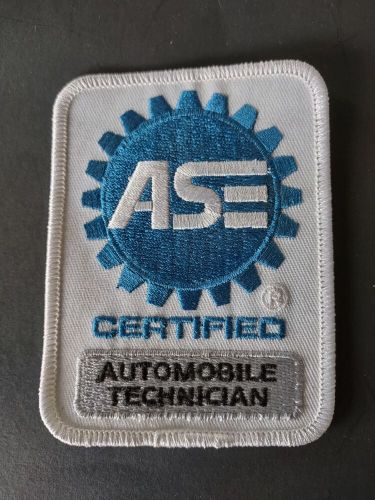 ASE
®
CERTIFIED
AUTOMOBILE
TECHNICIAN